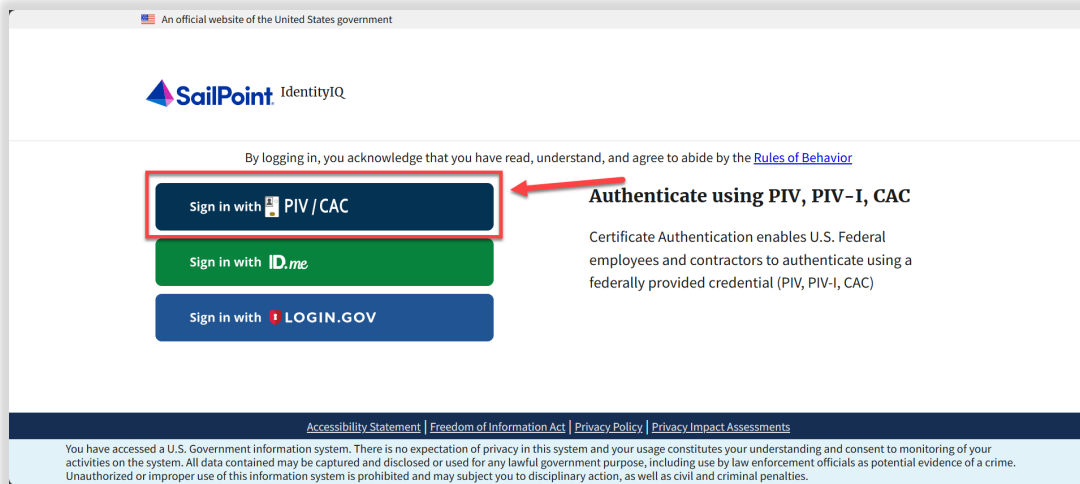 An official website of the United States government
SailPoint. IdentityIQ
By logging in, you acknowledge that you have read, understand, and agree to abide by the Rules of Behavior
Sign in with PIV / CAC
Sign in with ID.me
Sign in with LOGIN.GOV
Authenticate using PIV, PIV-I, CAC
Certificate Authentication enables U.S. Federal
employees and contractors to authenticate using a
federally provided credential (PIV, PIV-I, CAC)
Accessibility Statement | Freedom of Information Act | Privacy Policy | Privacy Impact Assessments
You have accessed a U.S. Government information system. There is no expectation of privacy in this system and your usage constitutes your understanding and consent to monitoring of your
activities on the system. All data contained may be captured and disclosed or used for any lawful government purpose, including use by law enforcement officials as potential evidence of a crime.
Unauthorized or improper use of this information system is prohibited and may subject you to disciplinary action, as well as civil and criminal penalties.